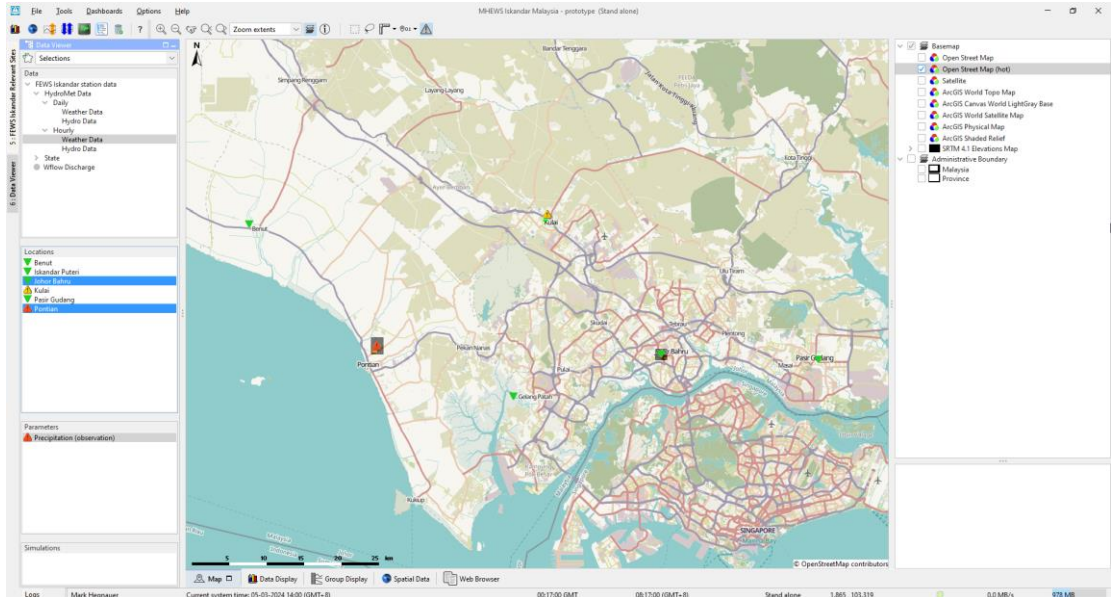 File Tools Dashboards Options Help
MHEWS Iskandar Malaysia - prototype (Stand alone)
Zoom extents
5 : FEWS Iskandar Relevant Sites
6 : Data Viewer
Data Viewer
Selections
Data
FEWS Iskandar station data
HydroMet Data
Daily
Weather Data
Hydro Data
Hourly
Weather Data
Hydro Data
State
Wflow Discharge
Locations
Benut
Iskandar Puteri
Johor Bahru
Kulai
Pasir Gudang
Pontian
Parameters
Precipitation (observation)
Simulations
N
Bandar Tenggara
Simpang Renggam
Layang-Layang
Kota Tinggi
Kulai
Benut
Ulu Tiram
Skudai
Tebrau
Plentong
Pekan Nanas
Bahru
Pasir Gudang
Masai
Pontian
Pulai
Gelang Patah
Kukup
SINGAPORE
Malaysia
Indonesia
5 10 15 20 25 km
© OpenStreetMap contributors
Map
Data Display
Group Display
Spatial Data
Web Browser
Basemap
Open Street Map
Open Street Map (hot)
Satellite
ArcGIS World Topo Map
ArcGIS Canvas World LightGray Base
ArcGIS World Satellite Map
ArcGIS Physical Map
ArcGIS Shaded Relief
SRTM 4.1 Elevations Map
Administrative Boundary
Malaysia
Province
Logs
Mark Hegnauer
Current system time: 05-03-2024 14:00 (GMT+8)
00:17:00 GMT
08:17:00 (GMT+8)
Stand alone
1.865 103.319
0.0 MB/s
978 MB